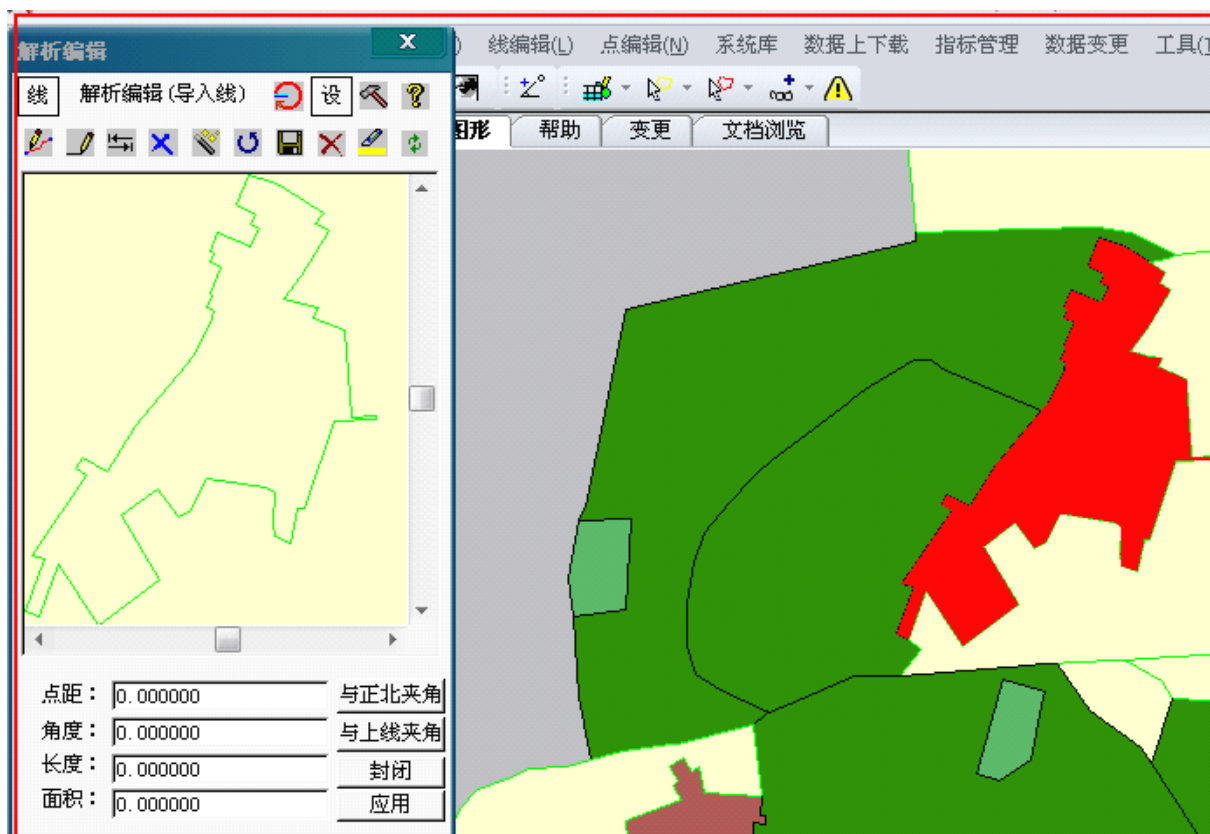 解析编辑 X
线 解析编辑(导入线) 设
点距： 0.000000 与正北夹角
角度： 0.000000 与上线夹角
长度： 0.000000 封闭
面积： 0.000000 应用
) 线编辑(L) 点编辑(N) 系统库 数据上下载 指标管理 数据变更 工具(
图形 帮助 变更 文档浏览